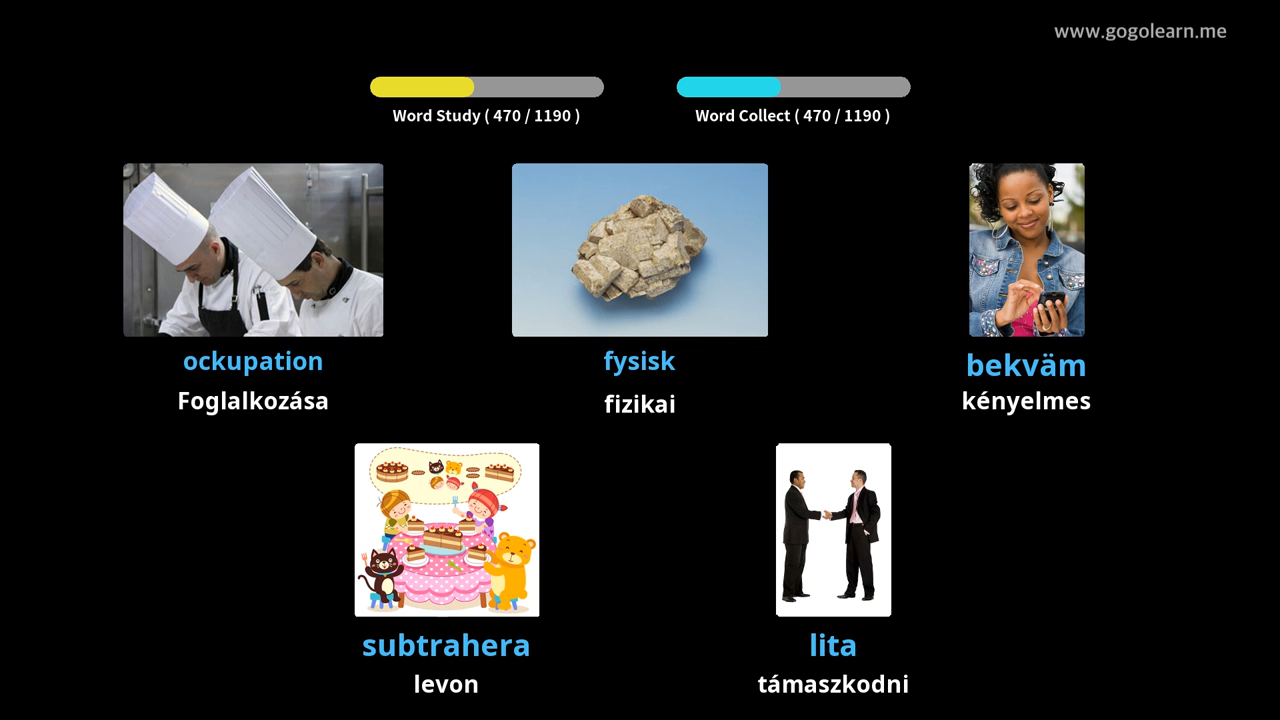 www.gogolearn.me
Word Study ( 470 / 1190 )
Word Collect ( 470 / 1190 )
ockupation
fysisk
bekväm
Foglalkozása
fizikai
kényelmes
subtrahera
lita
levon
támaszkodni